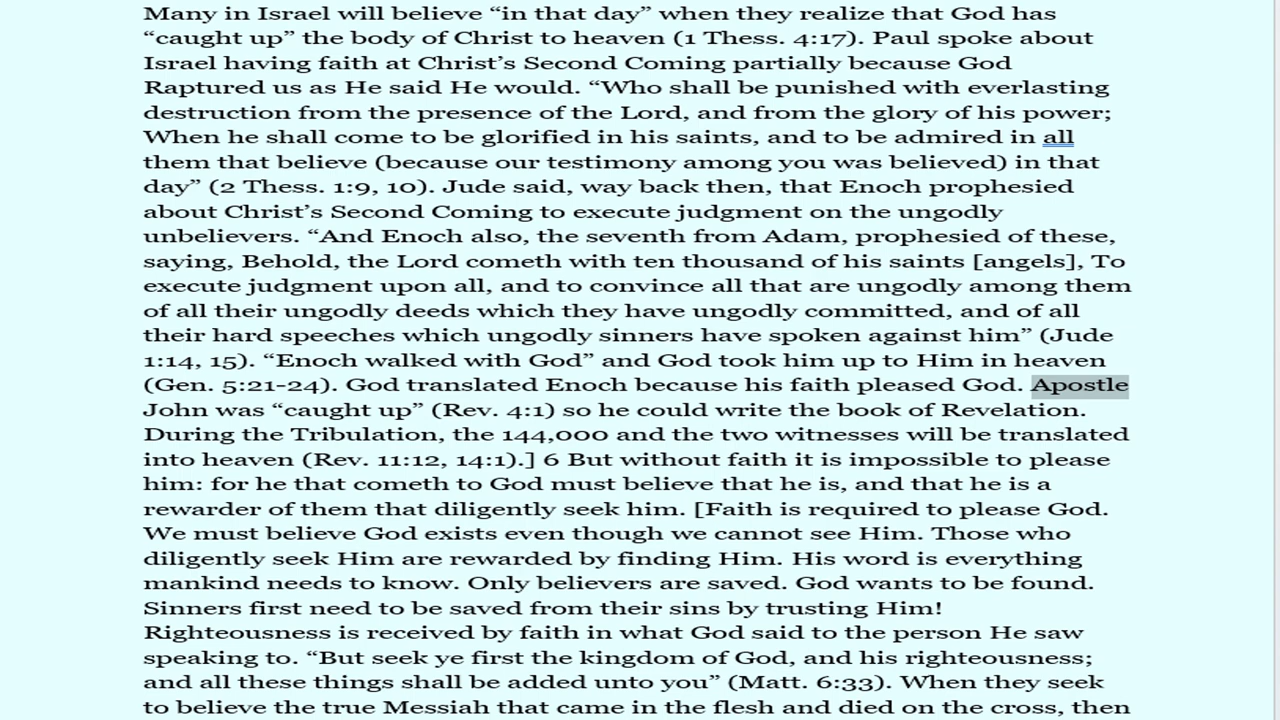 Many in Israel will believe “in that day” when they realize that God has
“caught up” the body of Christ to heaven (1 Thess. 4:17). Paul spoke about
Israel having faith at Christ’s Second Coming partially because God
Raptured us as He said He would. “Who shall be punished with everlasting
destruction from the presence of the Lord, and from the glory of his power;
When he shall come to be glorified in his saints, and to be admired in all
them that believe (because our testimony among you was believed) in that
day” (2 Thess. 1:9, 10). Jude said, way back then, that Enoch prophesied
about Christ’s Second Coming to execute judgment on the ungodly
unbelievers. “And Enoch also, the seventh from Adam, prophesied of these,
saying, Behold, the Lord cometh with ten thousand of his saints [angels], To
execute judgment upon all, and to convince all that are ungodly among them
of all their ungodly deeds which they have ungodly committed, and of all
their hard speeches which ungodly sinners have spoken against him” (Jude
1:14, 15). “Enoch walked with God” and God took him up to Him in heaven
(Gen. 5:21-24). God translated Enoch because his faith pleased God. Apostle
John was “caught up” (Rev. 4:1) so he could write the book of Revelation.
During the Tribulation, the 144,000 and the two witnesses will be translated
into heaven (Rev. 11:12, 14:1).] 6 But without faith it is impossible to please
him: for he that cometh to God must believe that he is, and that he is a
rewarder of them that diligently seek him. [Faith is required to please God.
We must believe God exists even though we cannot see Him. Those who
diligently seek Him are rewarded by finding Him. His word is everything
mankind needs to know. Only believers are saved. God wants to be found.
Sinners first need to be saved from their sins by trusting Him!
Righteousness is received by faith in what God said to the person He saw
speaking to. “But seek ye first the kingdom of God, and his righteousness;
and all these things shall be added unto you” (Matt. 6:33). When they seek
to believe the true Messiah that came in the flesh and died on the cross, then